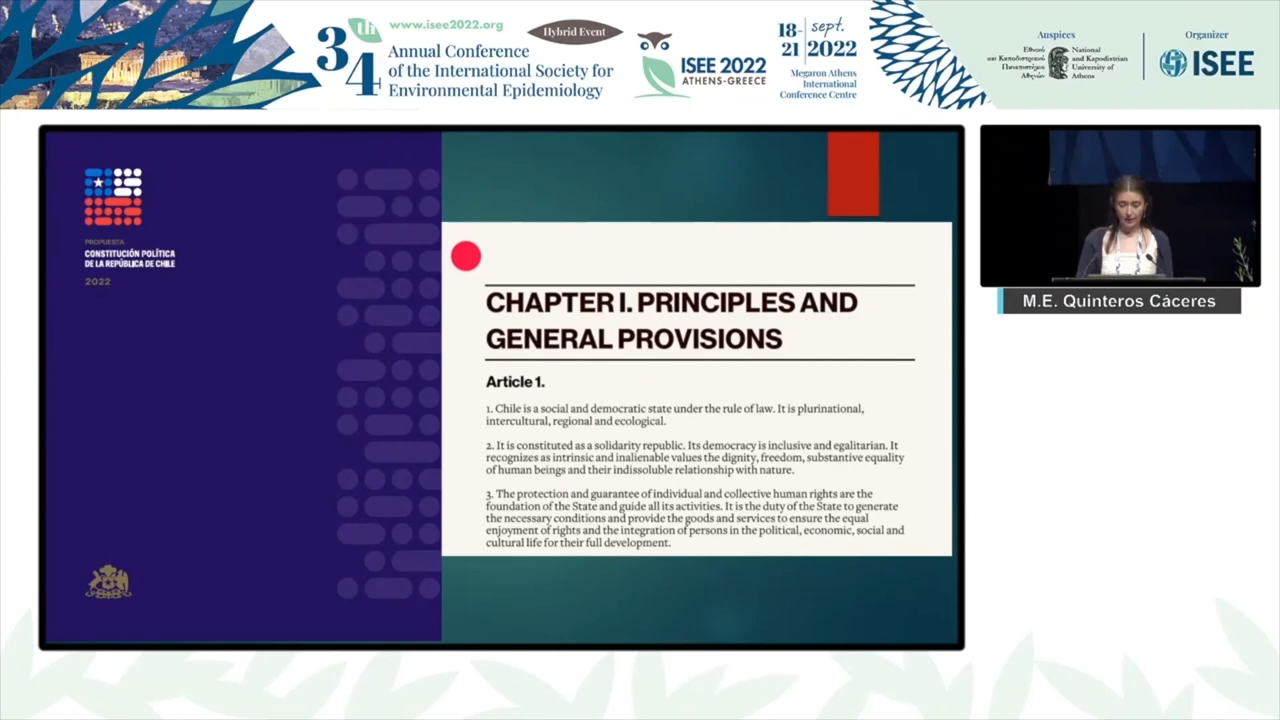 34th
www.isee2022.org
Hybrid Event
Annual Conference
of the International Society for
Environmental Epidemiology
ISEE 2022
ATHENS-GREECE
18-21 sept. 2022
Megaron Athens
International
Conference Centre
Auspices
Εθνικόν
και Καποδιστριακόν
Πανεπιστήμιον
Αθηνών
National
and Kapodistrian
University of
Athens
Organizer
ISEE
PROPUESTA
CONSTITUCIÓN POLÍTICA
DE LA REPÚBLICA DE CHILE
2022
CHAPTER I. PRINCIPLES AND
GENERAL PROVISIONS
Article 1.
1. Chile is a social and democratic state under the rule of law. It is plurinational,
intercultural, regional and ecological.
2. It is constituted as a solidarity republic. Its democracy is inclusive and egalitarian. It
recognizes as intrinsic and inalienable values the dignity, freedom, substantive equality
of human beings and their indissoluble relationship with nature.
3. The protection and guarantee of individual and collective human rights are the
foundation of the State and guide all its activities. It is the duty of the State to generate
the necessary conditions and provide the goods and services to ensure the equal
enjoyment of rights and the integration of persons in the political, economic, social and
cultural life for their full development.
M.E. Quinteros Cáceres